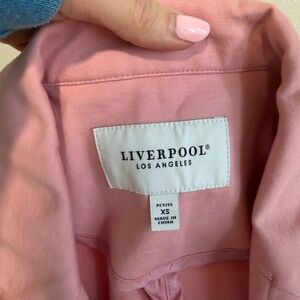 LIVERPOOL®
LOS ANGELES
PETITE
XS
MADE IN
CHINA